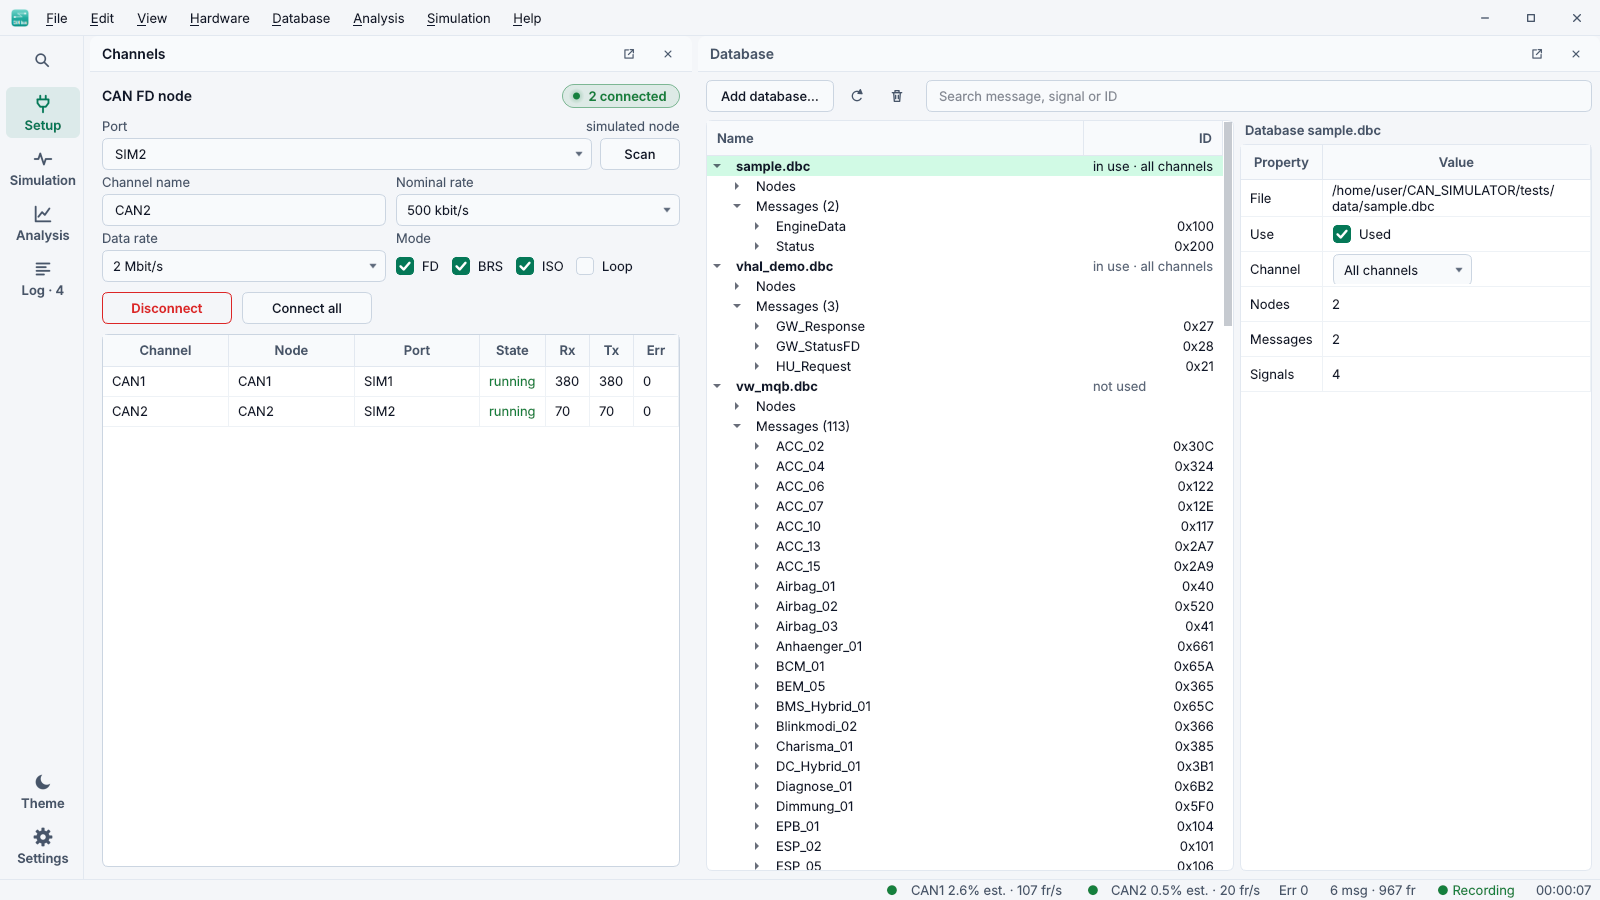 File Edit View Hardware Database Analysis Simulation Help
Channels
Database
CAN FD node
2 connected
Add database...
Search message, signal or ID
Setup
Simulation
Analysis
Log · 4
Theme
Settings
Port
simulated node
SIM2
Scan
Channel name
Nominal rate
CAN2
500 kbit/s
Data rate
Mode
2 Mbit/s
FD BRS ISO Loop
Disconnect
Connect all
Channel Node Port State Rx Tx Err
CAN1 CAN1 SIM1 running 380 380 0
CAN2 CAN2 SIM2 running 70 70 0
Name ID
sample.dbc in use · all channels
Nodes
Messages (2)
EngineData 0x100
Status 0x200
vhal_demo.dbc in use · all channels
Nodes
Messages (3)
GW_Response 0x27
GW_StatusFD 0x28
HU_Request 0x21
vw_mqb.dbc not used
Nodes
Messages (113)
ACC_02 0x30C
ACC_04 0x324
ACC_06 0x122
ACC_07 0x12E
ACC_10 0x117
ACC_13 0x2A7
ACC_15 0x2A9
Airbag_01 0x40
Airbag_02 0x520
Airbag_03 0x41
Anhaenger_01 0x661
BCM_01 0x65A
BEM_05 0x365
BMS_Hybrid_01 0x65C
Blinkmodi_02 0x366
Charisma_01 0x385
DC_Hybrid_01 0x3B1
Diagnose_01 0x6B2
Dimmung_01 0x5F0
EPB_01 0x104
ESP_02 0x101
ESP_05 0x106
Database sample.dbc
Property Value
File /home/user/CAN_SIMULATOR/tests/
data/sample.dbc
Use Used
Channel All channels
Nodes 2
Messages 2
Signals 4
CAN1 2.6% est. · 107 fr/s CAN2 0.5% est. · 20 fr/s Err 0 6 msg · 967 fr Recording 00:00:07